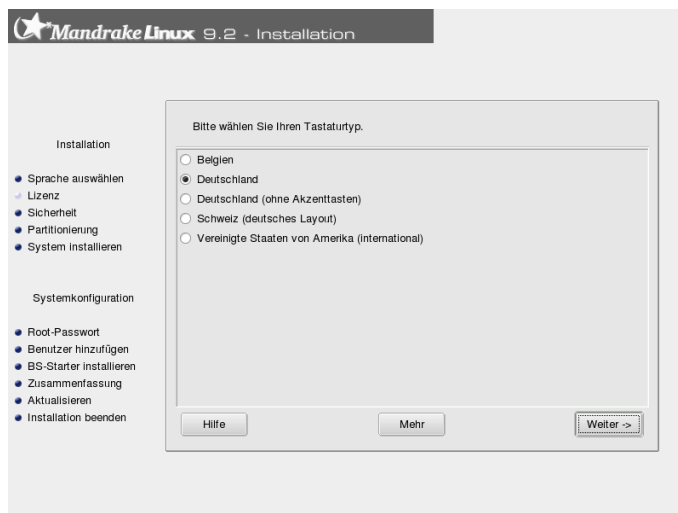 Mandrake Linux 9.2 - Installation
Installation
Sprache auswählen
Lizenz
Sicherheit
Partitionierung
System installieren
Systemkonfiguration
Root-Passwort
Benutzer hinzufügen
BS-Starter installieren
Zusammenfassung
Aktualisieren
Installation beenden
Bitte wählen Sie Ihren Tastaturtyp.
Belgien
Deutschland
Deutschland (ohne Akzenttasten)
Schweiz (deutsches Layout)
Vereinigte Staaten von Amerika (international)
Hilfe
Mehr
Weiter ->